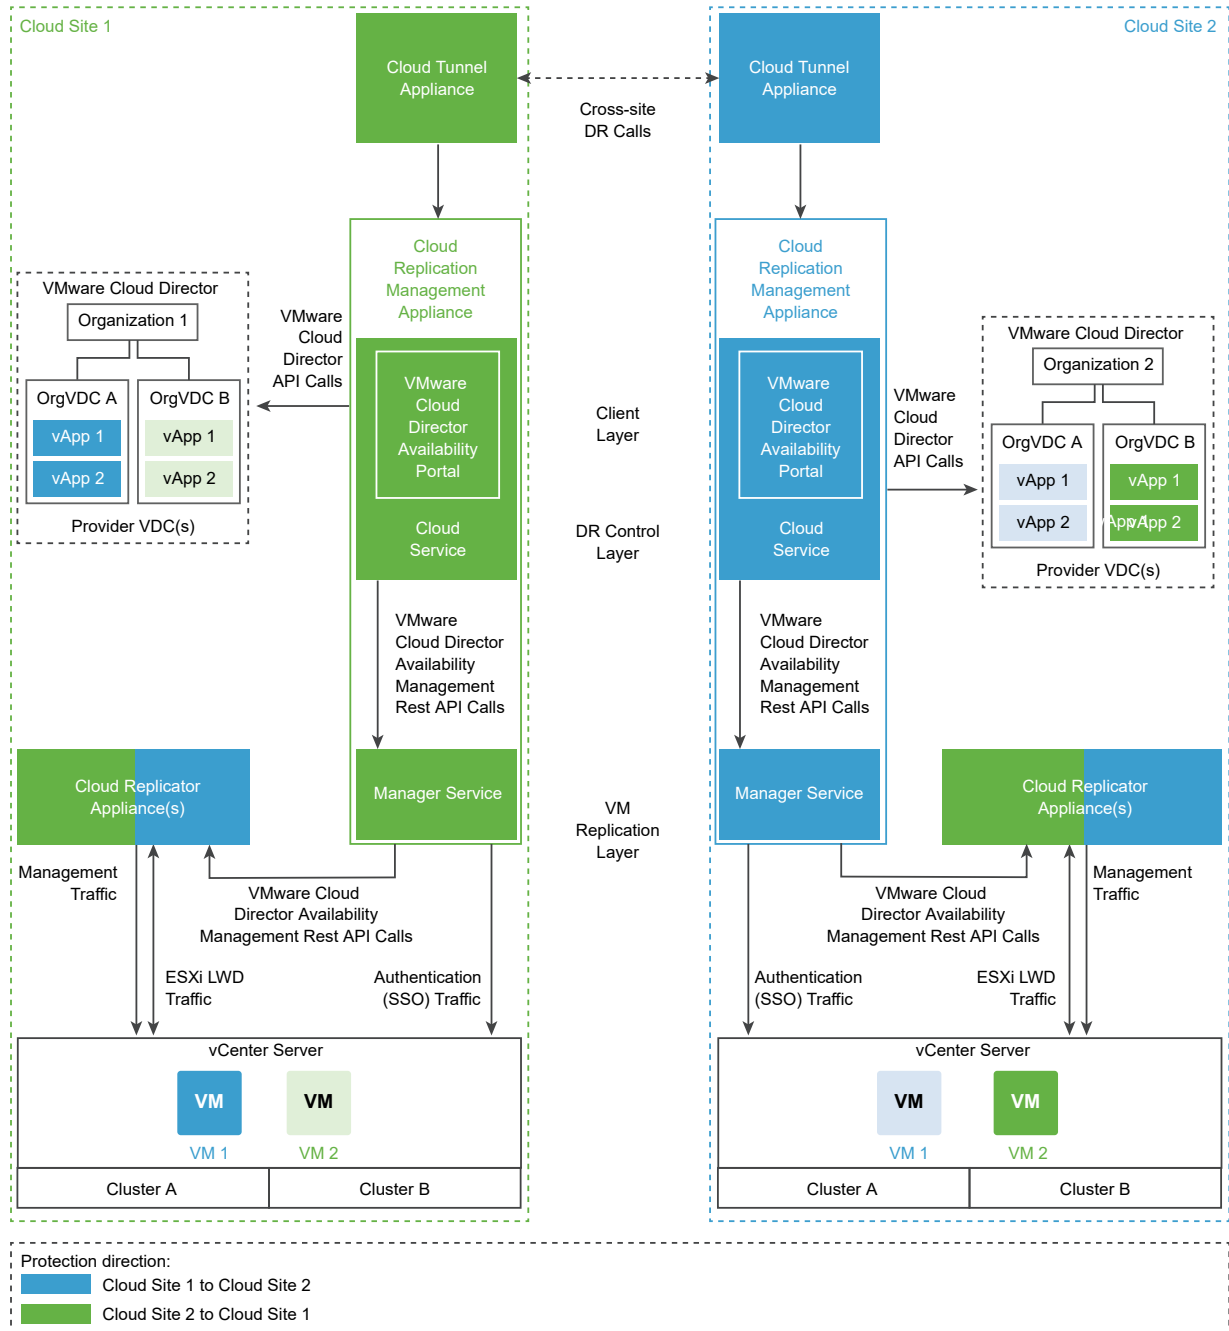 Cloud Site 1
Cloud Tunnel
Appliance
Cross-site
DR Calls
Cloud Tunnel
Appliance
Cloud Site 2
Cloud
Replication
Management
Appliance
VMware Cloud Director
Organization 1
OrgVDC A
vApp 1
vApp 2
OrgVDC B
vApp 1
vApp 2
Provider VDC(s)
VMware
Cloud
Director
API Calls
VMware
Cloud
Director
Availability
Portal
Cloud
Service
Client
Layer
DR Control
Layer
Cloud
Replication
Management
Appliance
VMware
Cloud
Director
Availability
Portal
Cloud
Service
VMware
Cloud
Director
API Calls
VMware Cloud Director
Organization 2
OrgVDC A
vApp 1
vApp 2
OrgVDC B
vApp 1
vApp 1
vApp 2
Provider VDC(s)
VMware
Cloud Director
Availability
Management
Rest API Calls
VMware
Cloud Director
Availability
Management
Rest API Calls
Cloud Replicator
Appliance(s)
Manager Service
VM
Replication
Layer
Manager Service
Cloud Replicator
Appliance(s)
Management
Traffic
VMware Cloud
Director Availability
Management Rest API Calls
ESXi LWD
Traffic
Authentication
(SSO) Traffic
VMware Cloud
Director Availability
Management Rest API Calls
Management
Traffic
Authentication
(SSO) Traffic
ESXi LWD
Traffic
vCenter Server
VM
VM 1
VM
VM 2
Cluster A
Cluster B
vCenter Server
VM
VM 1
VM
VM 2
Cluster A
Cluster B
Protection direction:
Cloud Site 1 to Cloud Site 2
Cloud Site 2 to Cloud Site 1